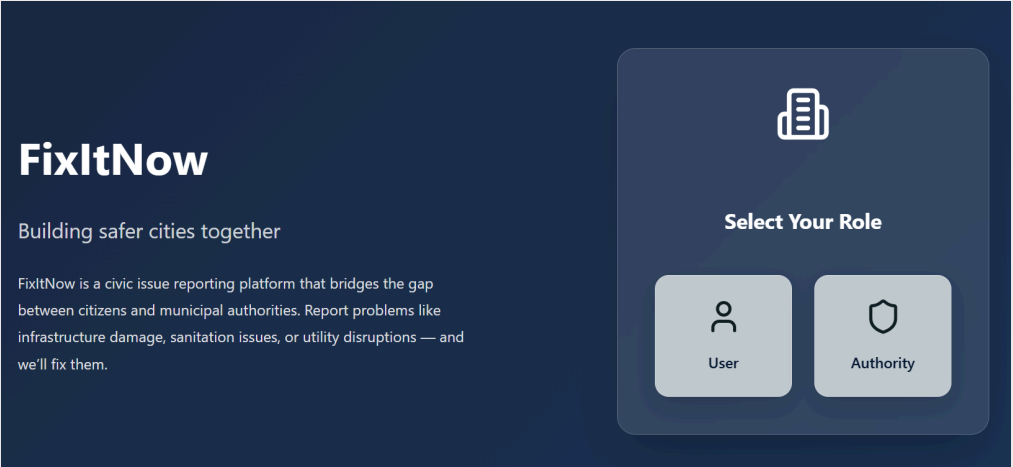 FixItNow
Building safer cities together
FixItNow is a civic issue reporting platform that bridges the gap
between citizens and municipal authorities. Report problems like
infrastructure damage, sanitation issues, or utility disruptions — and
we’ll fix them.
Select Your Role
User
Authority